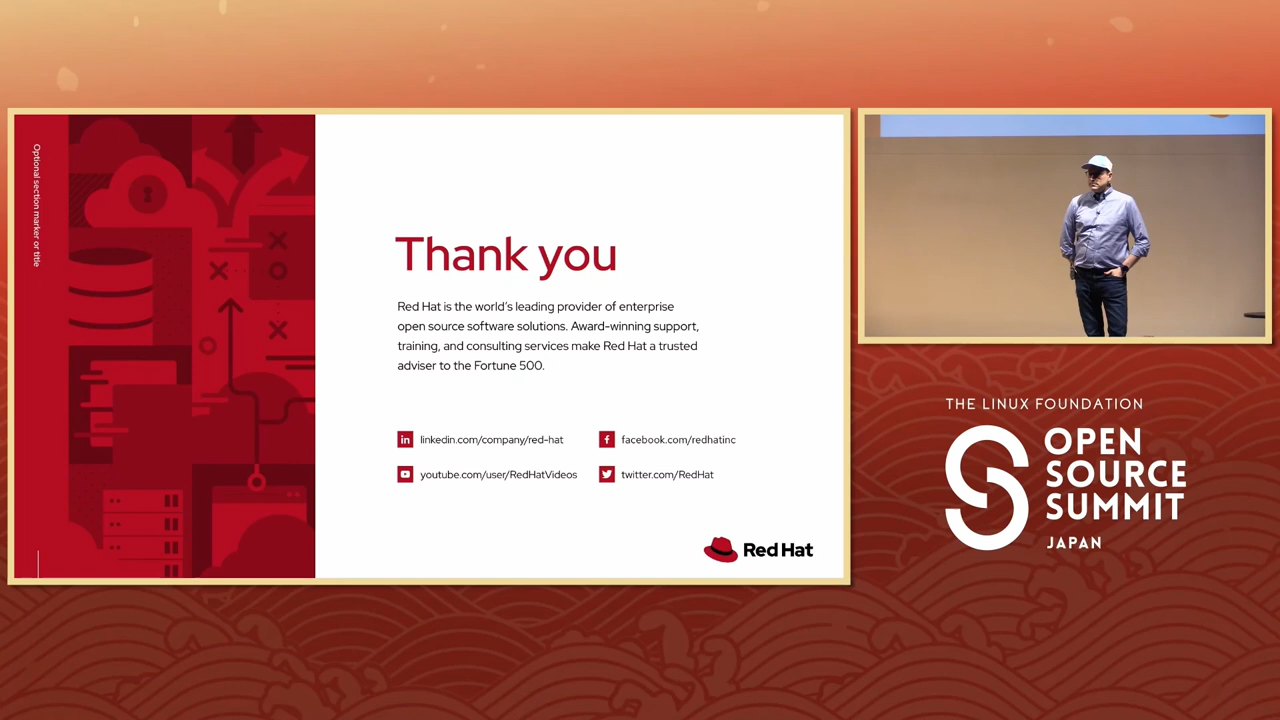 Optional section marker or title
Thank you
Red Hat is the world's leading provider of enterprise
open source software solutions. Award-winning support,
training, and consulting services make Red Hat a trusted
adviser to the Fortune 500.
in linkedin.com/company/red-hat
f facebook.com/redhatinc
youtube.com/user/RedHatVideos
twitter.com/RedHat
Red Hat
THE LINUX FOUNDATION
OPEN
SOURCE
SUMMIT
JAPAN